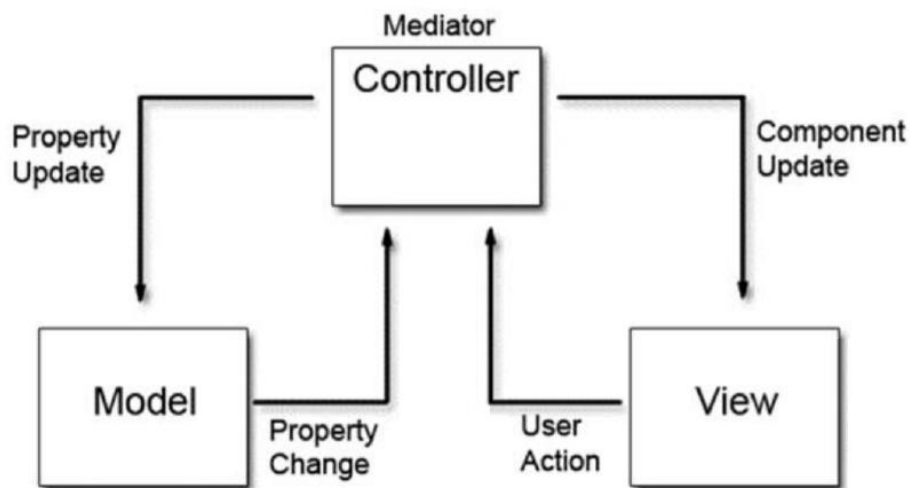 Mediator
Controller
Property
Update
Component
Update
Model
Property
Change
User
Action
View